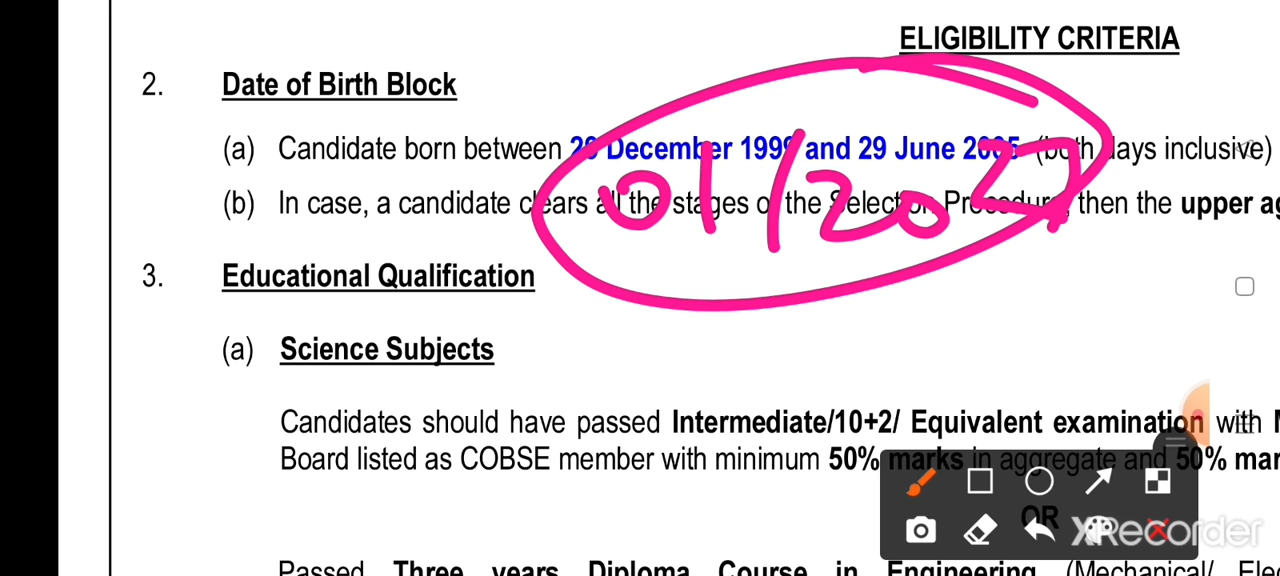 ELIGIBILITY CRITERIA
2. Date of Birth Block
(a) Candidate born between December 1999 and 29 June 2005 (both days inclusive)
01/2027
(b) In case, a candidate clears all the stages of the Selection Procedure, then the upper
3. Educational Qualification
(a) Science Subjects
Candidates should have passed Intermediate/10+2/ Equivalent examination with
Board listed as COBSE member with minimum 50% marks in aggregate and 50%
OR
XRecorder
Passed Three years Diploma Course in Engineering (Mechanical/